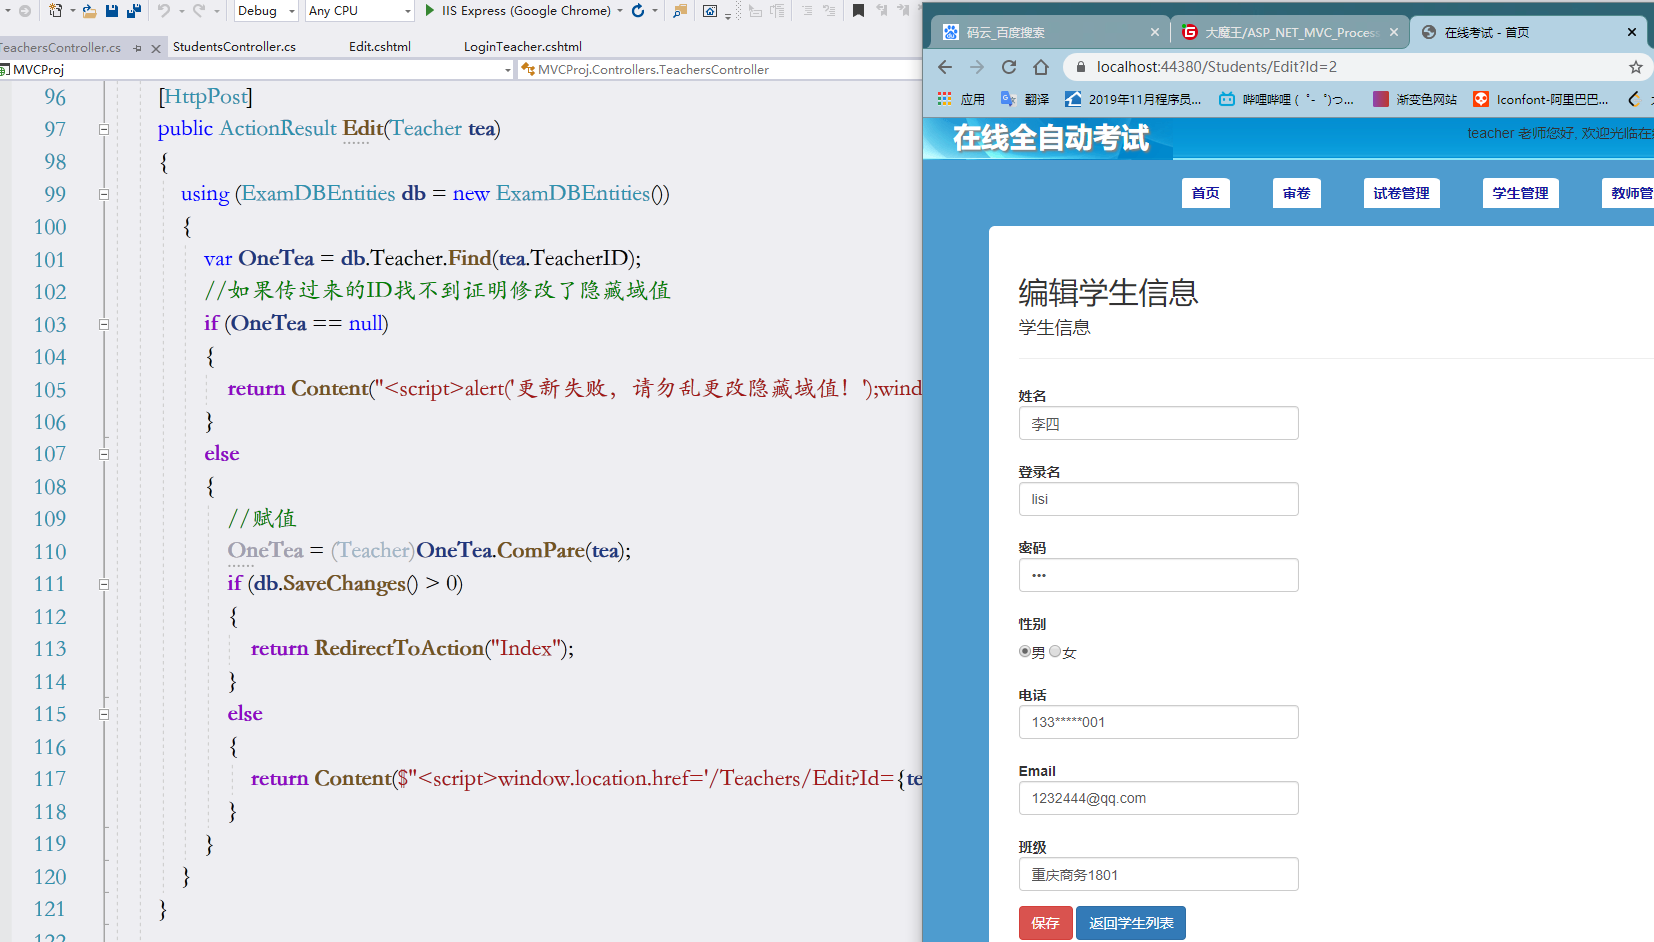 Debug
Any CPU
IIS Express (Google Chrome)
TeachersController.cs
StudentsController.cs
Edit.cshtml
LoginTeacher.cshtml
MVCProj
MVCProj.Controllers.TeachersController
96 [HttpPost]
97 public ActionResult Edit(Teacher tea)
98 {
99 using (ExamDBEntities db = new ExamDBEntities())
100 {
101 var OneTea = db.Teacher.Find(tea.TeacherID);
102 //如果传过来的ID找不到证明修改了隐藏域值
103 if (OneTea == null)
104 {
105 return Content("<script>alert('更新失败，请勿乱更改隐藏域值！');wind
106 }
107 else
108 {
109 //赋值
110 OneTea = (Teacher)OneTea.ComPare(tea);
111 if (db.SaveChanges() > 0)
112 {
113 return RedirectToAction("Index");
114 }
115 else
116 {
117 return Content($"<script>window.location.href='/Teachers/Edit?Id={te
118 }
119 }
120 }
121 }
122
码云_百度搜索
大魔王/ASP_NET_MVC_Process
在线考试 - 首页
localhost:44380/Students/Edit?Id=2
应用
翻译
2019年11月程序员...
哔哩哔哩 ( ゜- ゜)つ...
渐变色网站
Iconfont-阿里巴巴...
在线全自动考试
teacher 老师您好, 欢迎光临在
首页
审卷
试卷管理
学生管理
教师管
编辑学生信息
学生信息
姓名
李四
登录名
lisi
密码
•••
性别
男 女
电话
133*****001
Email
1232444@qq.com
班级
重庆商务1801
保存
返回学生列表